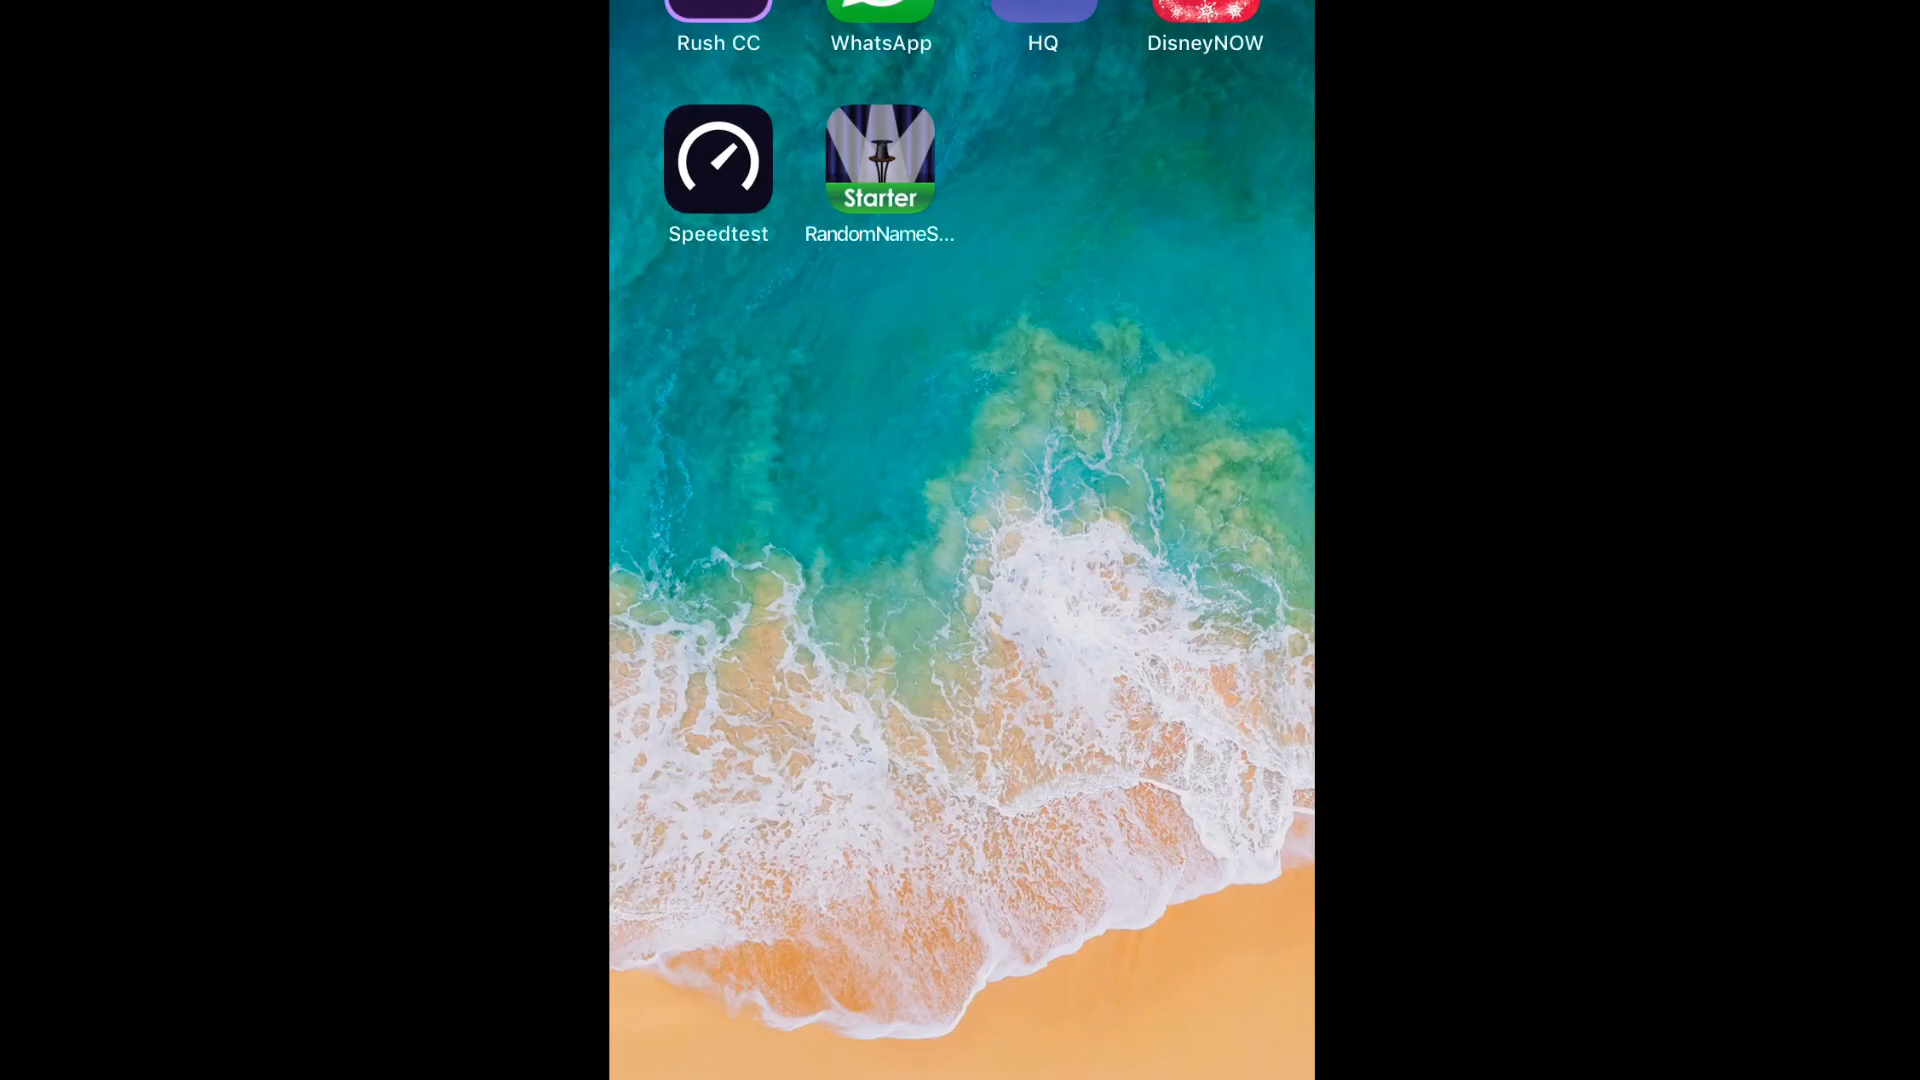 Rush CC
WhatsApp
HQ
DisneyNOW
Starter
Speedtest
RandomNameS...